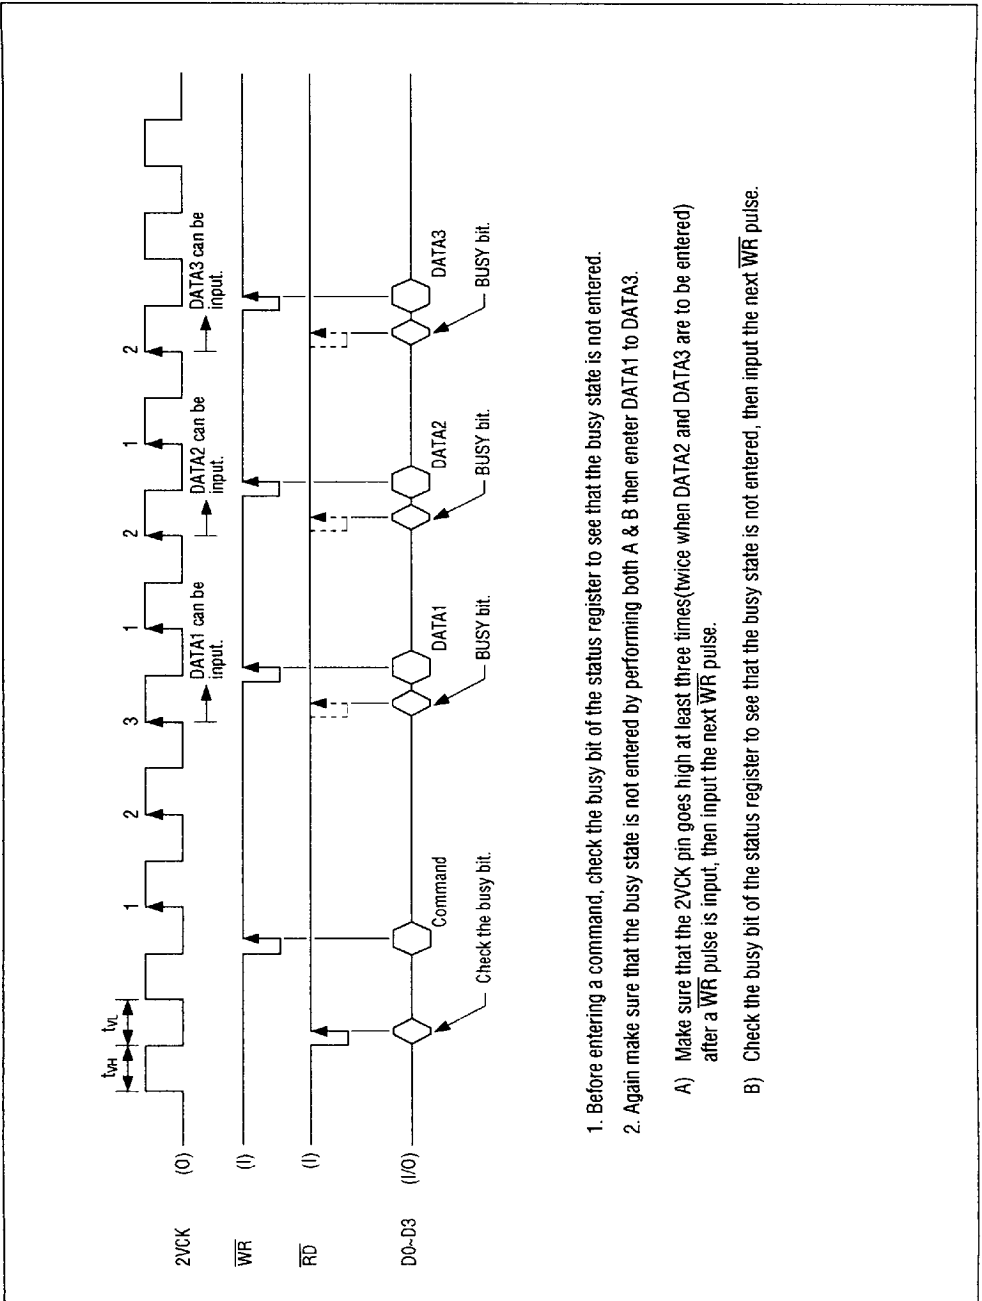 t̅VH
tVL
1
2
3
1
2
1
2
2VCK (O)
DATA1 can be
input.
DATA2 can be
input.
DATA3 can be
input.
W̅R̅ (I)
R̅D̅ (I)
D0~D3 (I/O)
Command
DATA1
DATA2
DATA3
Check the busy bit.
BUSY bit.
BUSY bit.
BUSY bit.
1. Before entering a command, check the busy bit of the status register to see that the busy state is not entered.
2. Again make sure that the busy state is not entered by performing both A & B then eneter DATA1 to DATA3.
A) Make sure that the 2VCK pin goes high at least three times(twice when DATA2 and DATA3 are to be entered)
after a W̅R̅ pulse is input, then input the next W̅R̅ pulse.
B) Check the busy bit of the status register to see that the busy state is not entered, then input the next W̅R̅ pulse.